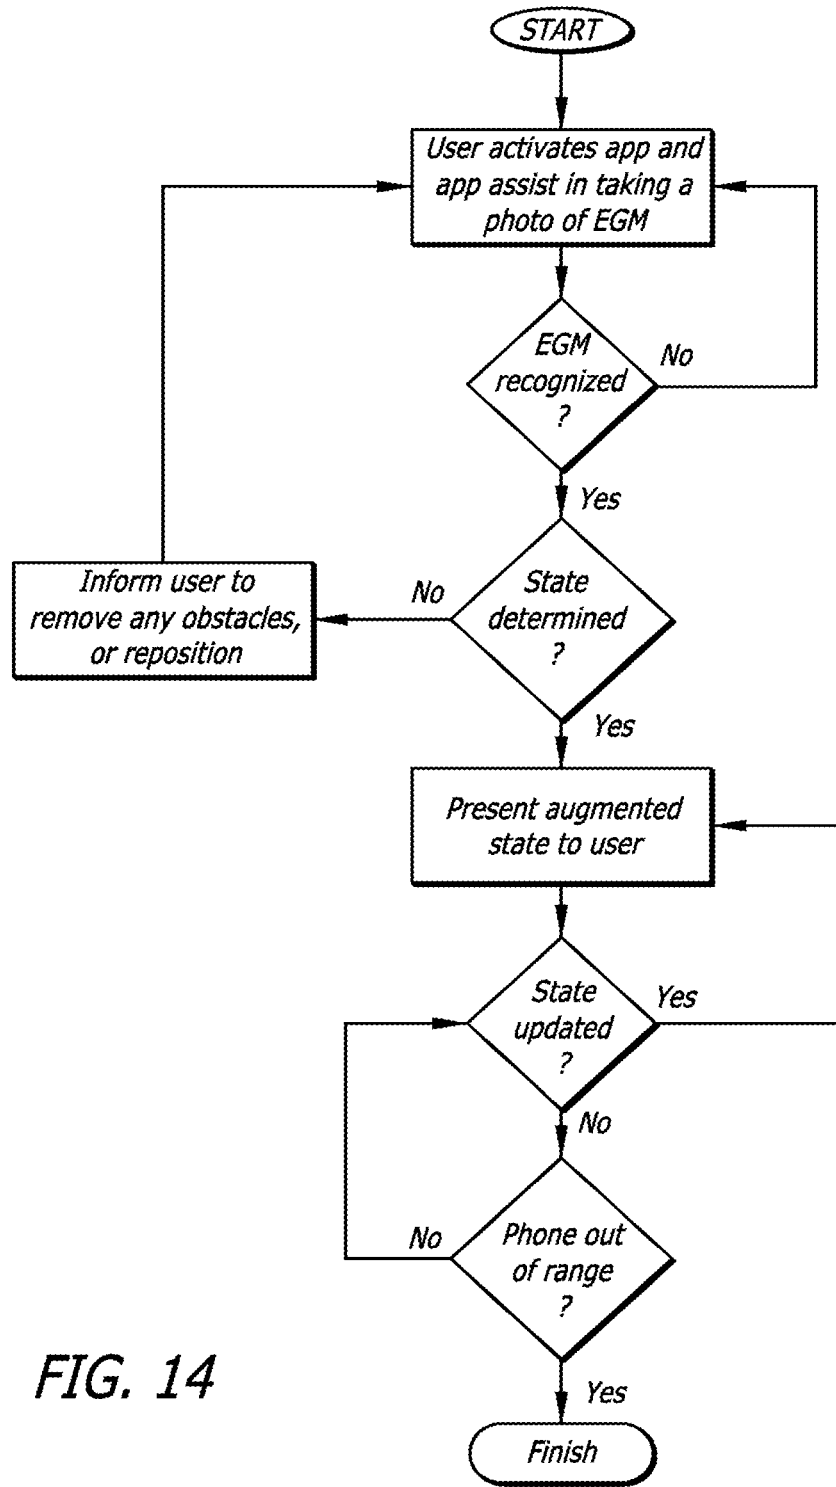 START
User activates app and
app assist in taking a
photo of EGM
EGM
recognized
?
No
Yes
State
determined
?
No
Inform user to
remove any obstacles,
or reposition
Yes
Present augmented
state to user
State
updated
?
Yes
No
Phone out
of range
?
No
Yes
Finish
FIG. 14